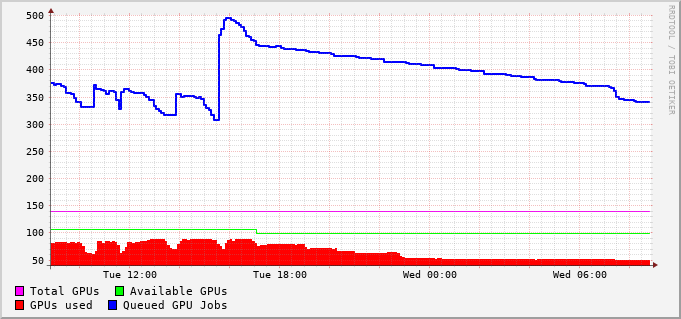 500
450
400
350
300
250
200
150
100
50
Tue 12:00 Tue 18:00 Wed 00:00 Wed 06:00
Total GPUs Available GPUs
GPUs used Queued GPU Jobs
RRDTOOL / TOBI OETIKER